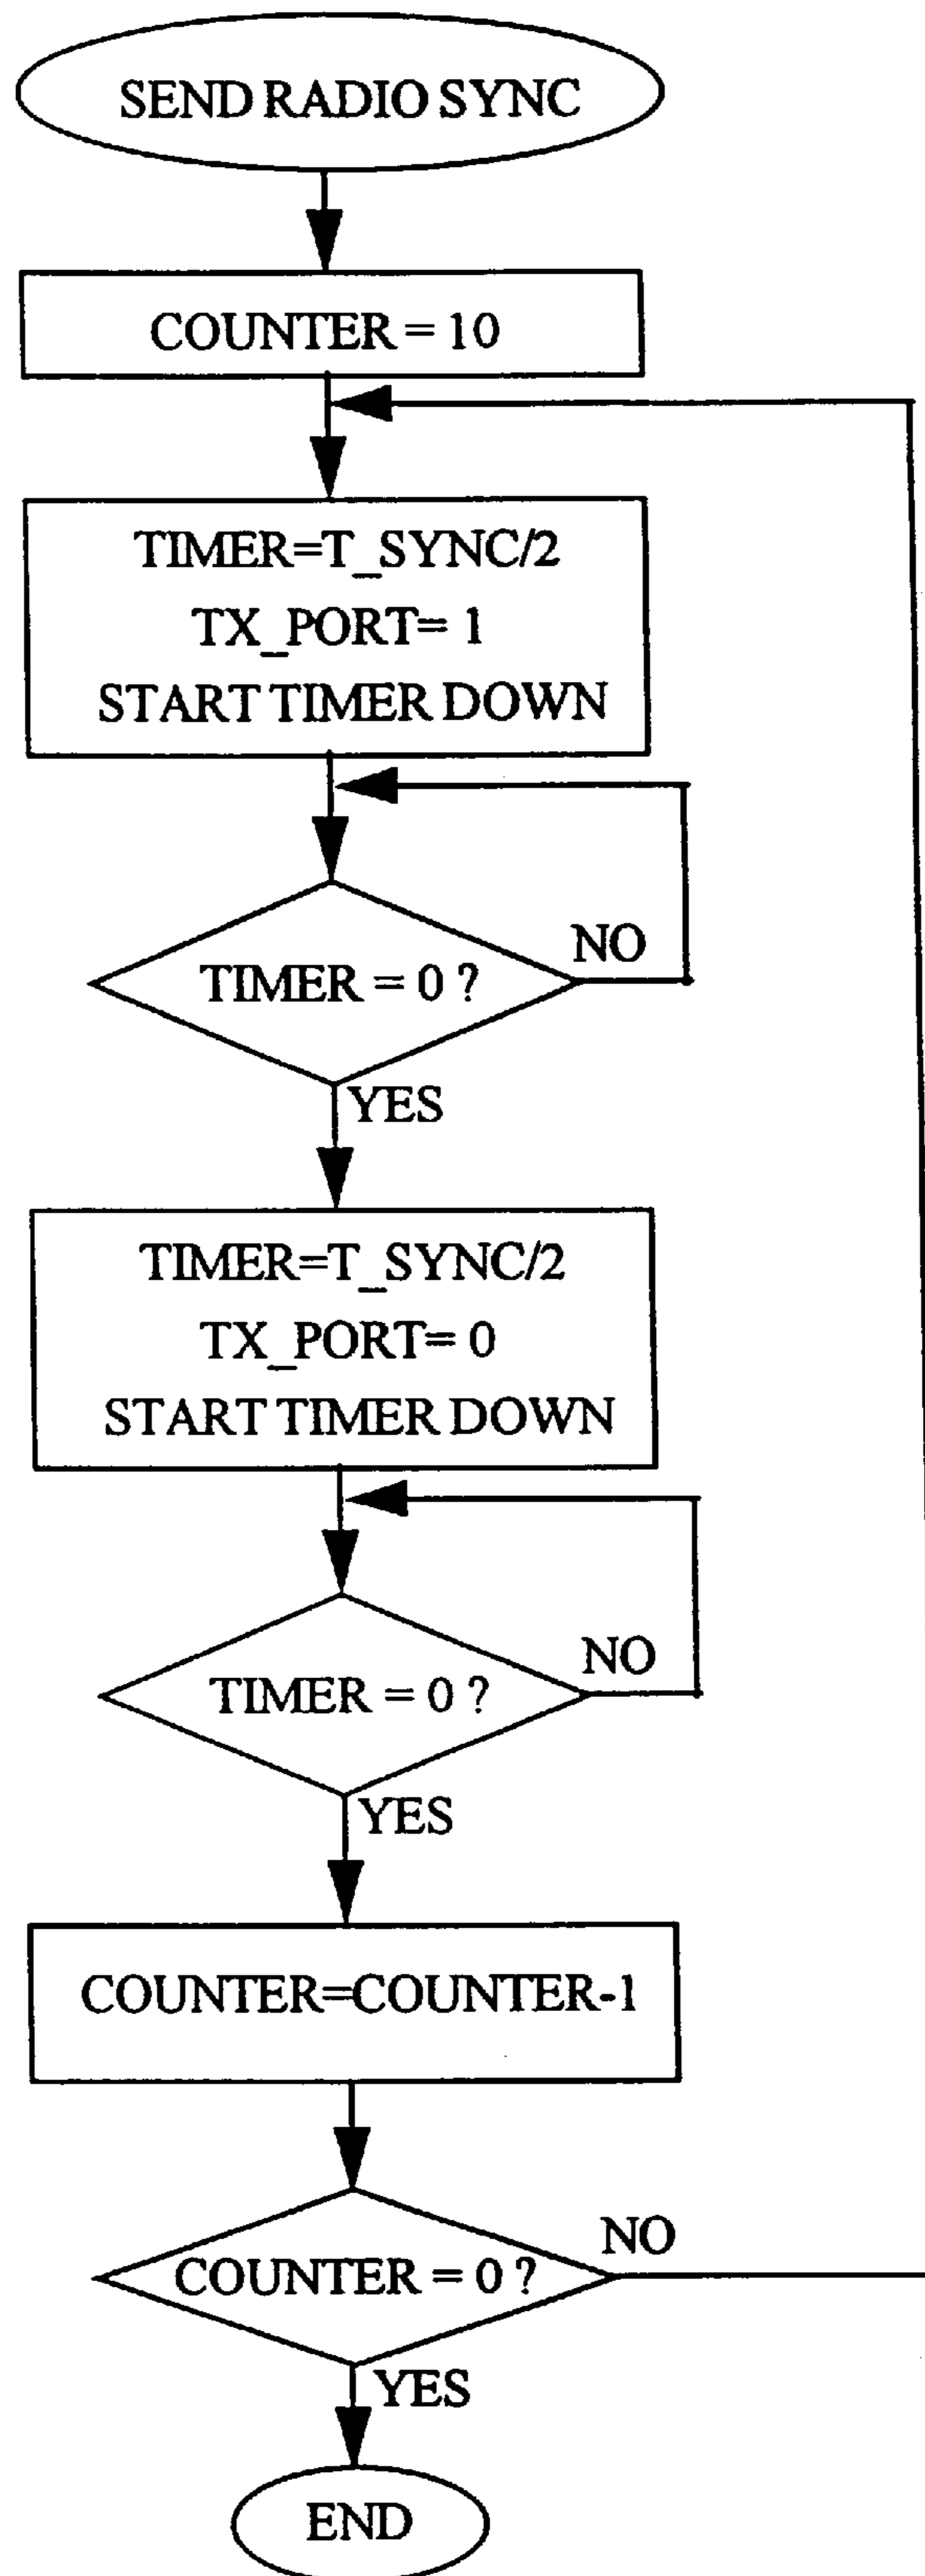 SEND RADIO SYNC
COUNTER = 10
TIMER=T_SYNC/2
TX_PORT= 1
START TIMER DOWN
NO
TIMER = 0 ?
YES
TIMER=T_SYNC/2
TX_PORT= 0
START TIMER DOWN
NO
TIMER = 0 ?
YES
COUNTER=COUNTER-1
NO
COUNTER = 0 ?
YES
END